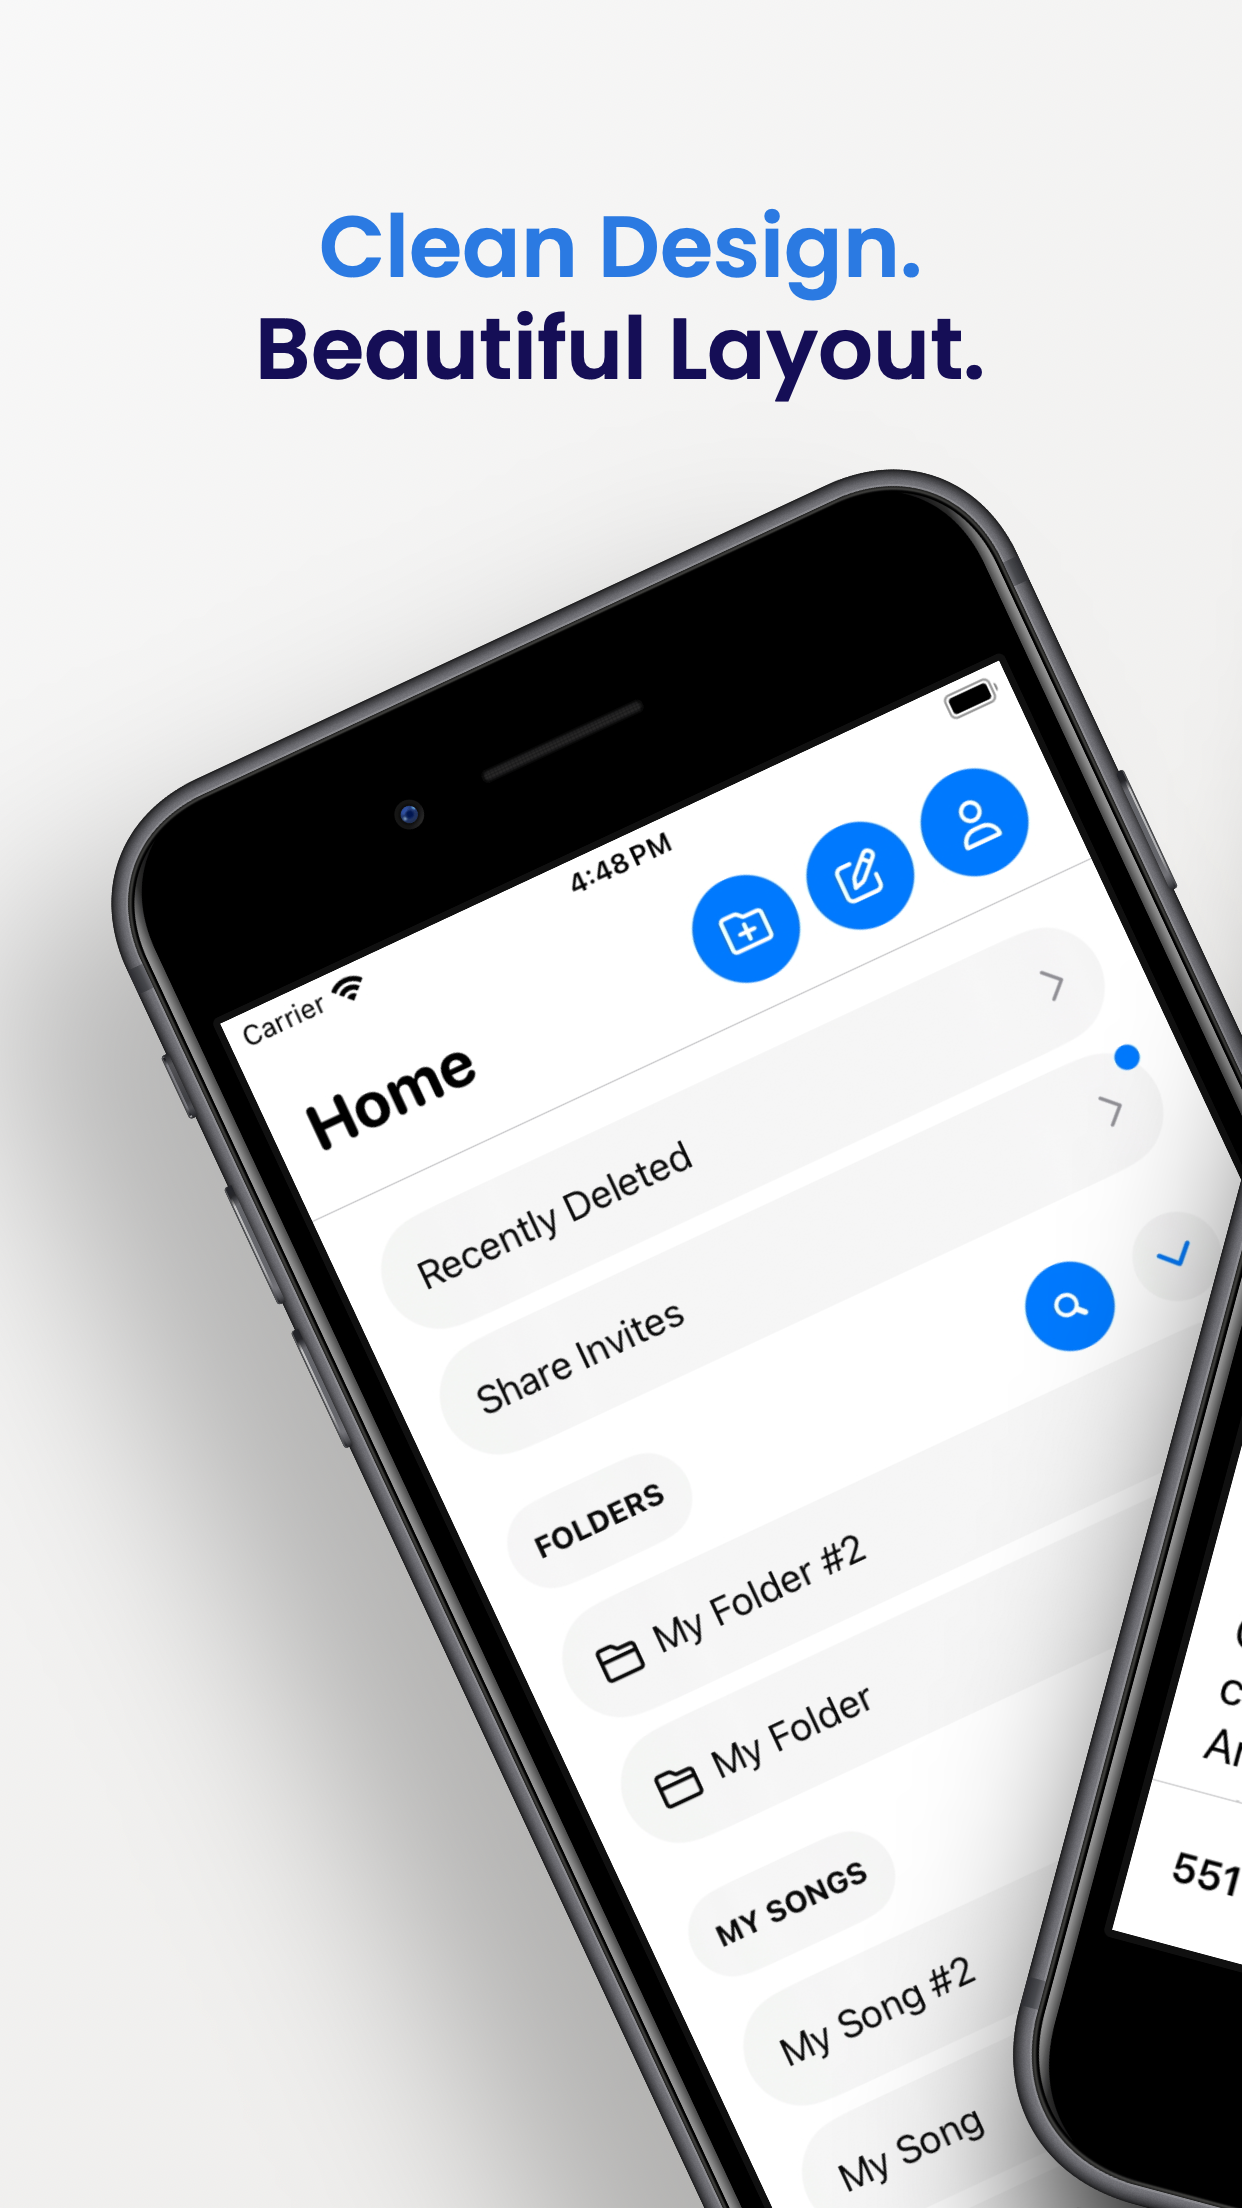 Clean Design.
Beautiful Layout.
Carrier
4:48 PM
Home
Recently Deleted
Share Invites
FOLDERS
My Folder #2
My Folder
MY SONGS
My Song #2
My Song
551